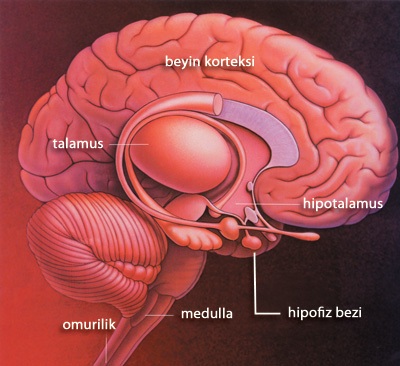 beyin korteksi
talamus
hipotalamus
medulla
hipofiz bezi
omurilik